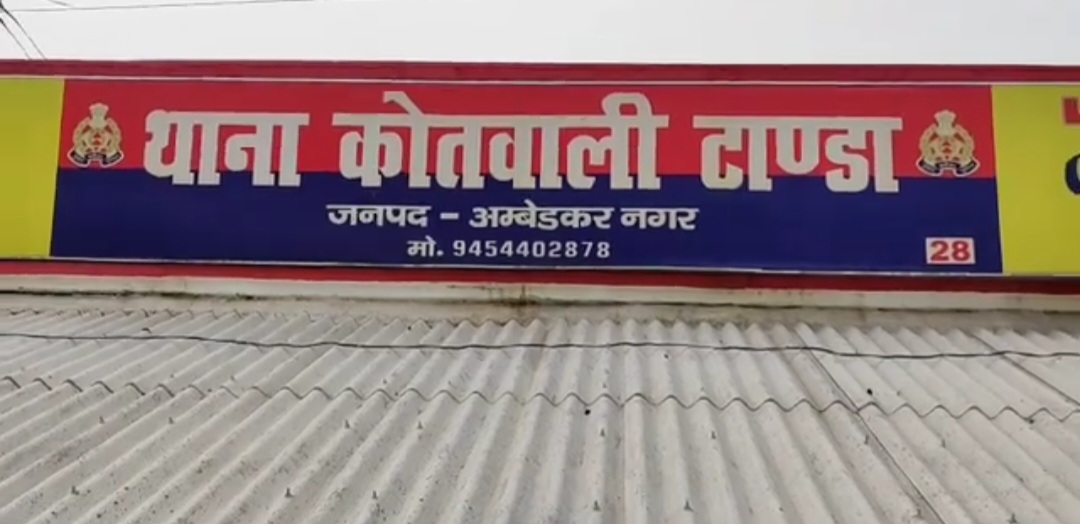 थाना कोतवाली टाण्डा
जनपद - अम्बेडकर नगर
मो. 9454402878
28